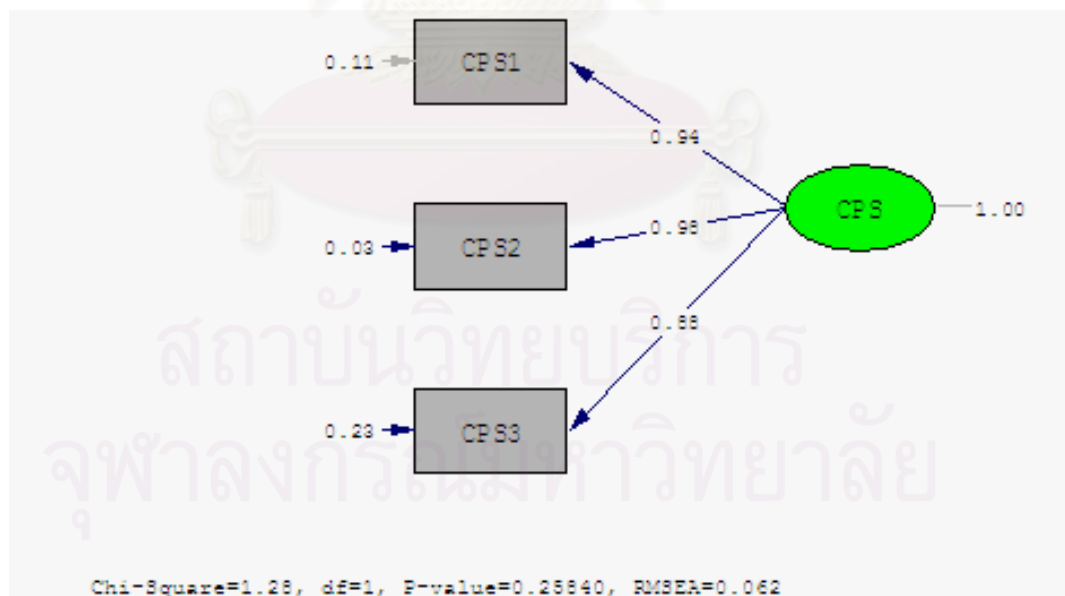 0.11 CPS1
0.94
CPS 1.00
0.03 CPS2 0.98
0.88
0.23 CPS3
สถาบันวิทยบริการ
จุฬาลงกรณ์มหาวิทยาลัย
Chi-Square=1.28, df=1, P-value=0.25840, RMSEA=0.062